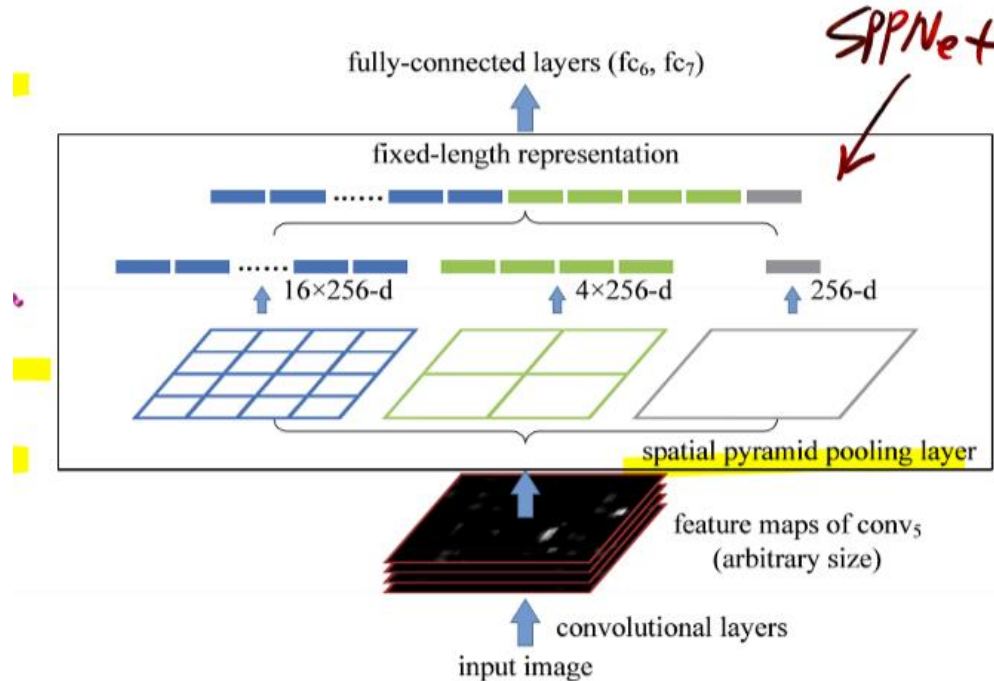 SPPNet
fully-connected layers (fc₆, fc₇)
fixed-length representation
......
......
16×256-d
4×256-d
256-d
spatial pyramid pooling layer
feature maps of conv₅
(arbitrary size)
convolutional layers
input image